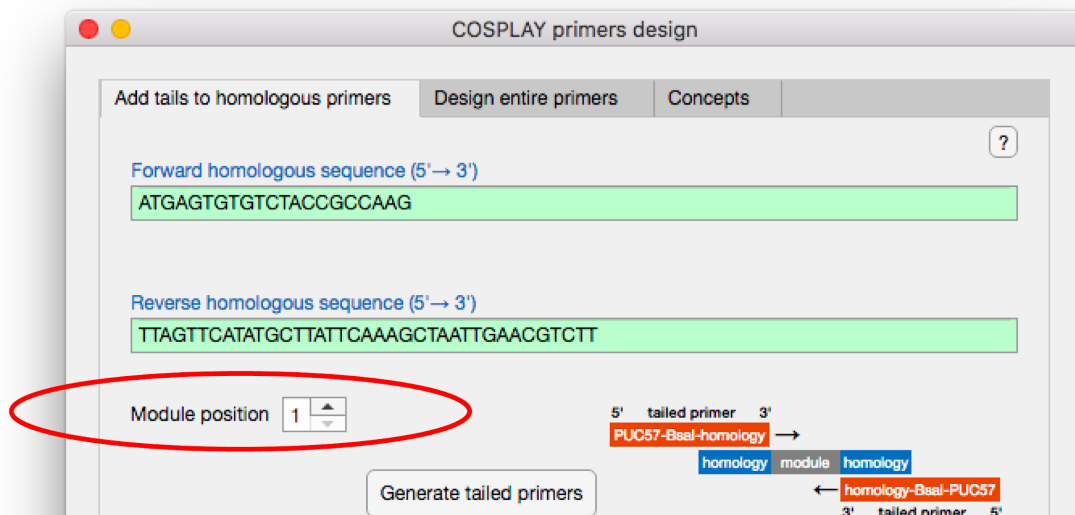 COSPLAY primers design
Add tails to homologous primers Design entire primers Concepts
?
Forward homologous sequence (5'→ 3')
ATGAGTGTGTCTACCGCCAAG
Reverse homologous sequence (5'→ 3')
TTAGTTCATATGCTTATTCAAAGCTAATTGAACGTCTT
Module position 1
5' tailed primer 3'
PUC57-BsaI-homology →
homology module homology
← homology-BsaI-PUC57
3' tailed primer 5'
Generate tailed primers